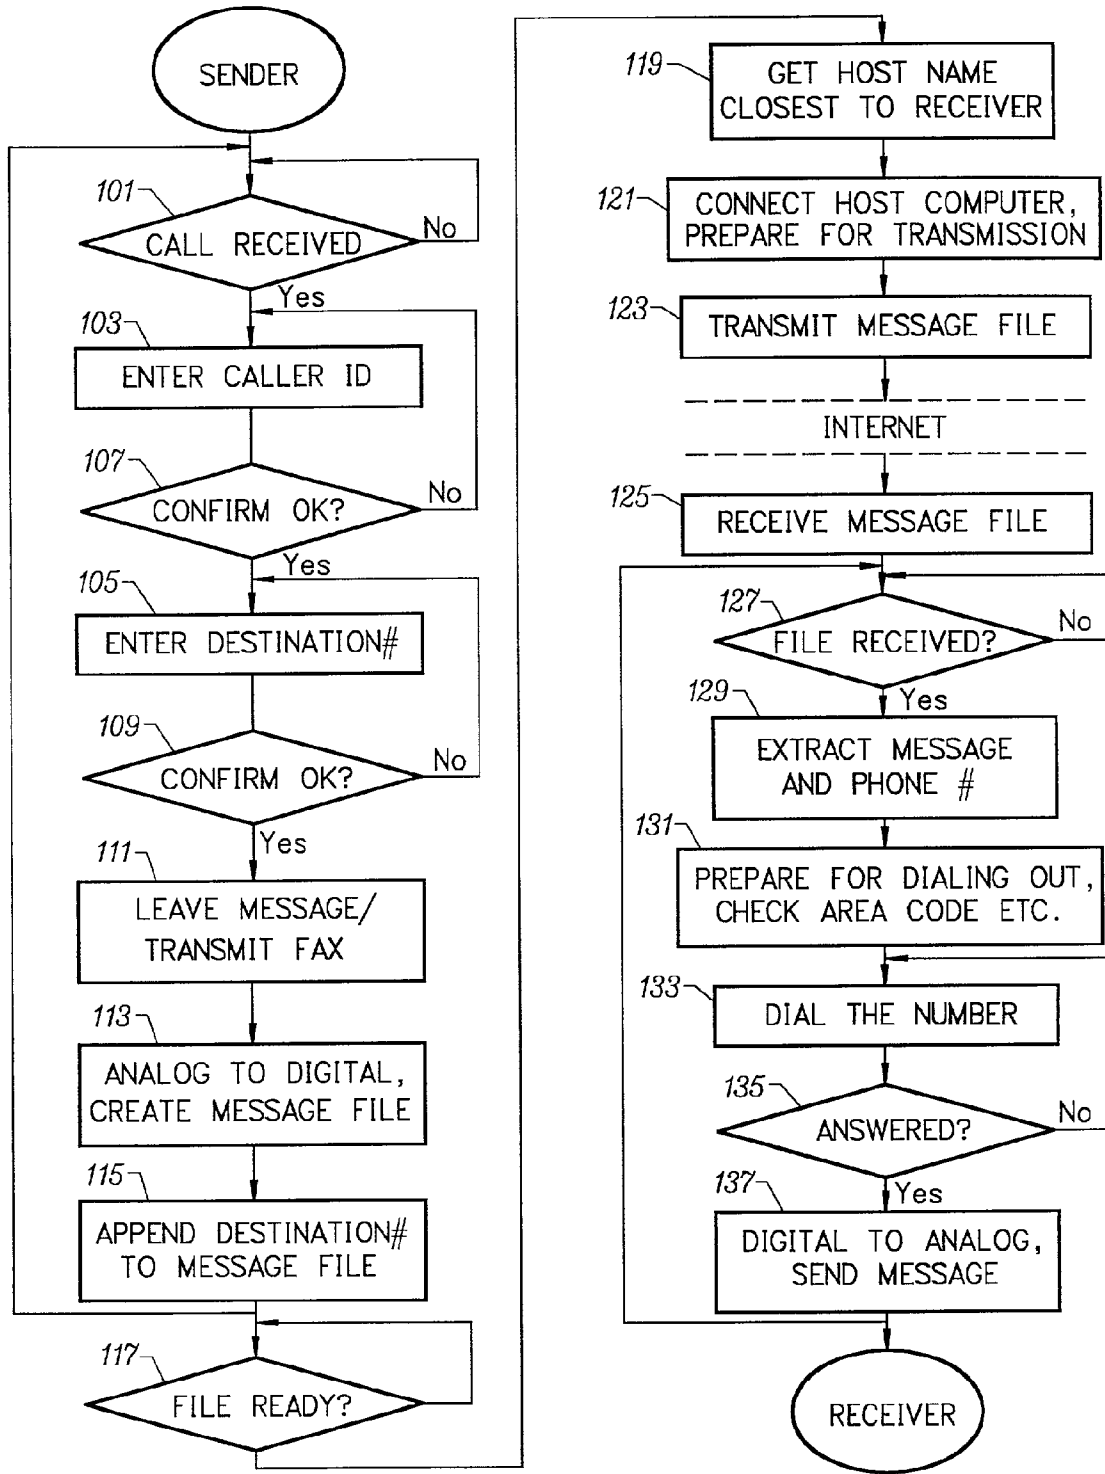 SENDER
101
CALL RECEIVED
No
Yes
103
ENTER CALLER ID
107
CONFIRM OK?
No
Yes
105
ENTER DESTINATION#
109
CONFIRM OK?
No
Yes
111
LEAVE MESSAGE/
TRANSMIT FAX
113
ANALOG TO DIGITAL,
CREATE MESSAGE FILE
115
APPEND DESTINATION#
TO MESSAGE FILE
117
FILE READY?
119
GET HOST NAME
CLOSEST TO RECEIVER
121
CONNECT HOST COMPUTER,
PREPARE FOR TRANSMISSION
123
TRANSMIT MESSAGE FILE
INTERNET
125
RECEIVE MESSAGE FILE
127
FILE RECEIVED?
No
Yes
129
EXTRACT MESSAGE
AND PHONE #
131
PREPARE FOR DIALING OUT,
CHECK AREA CODE ETC.
133
DIAL THE NUMBER
135
ANSWERED?
No
Yes
137
DIGITAL TO ANALOG,
SEND MESSAGE
RECEIVER